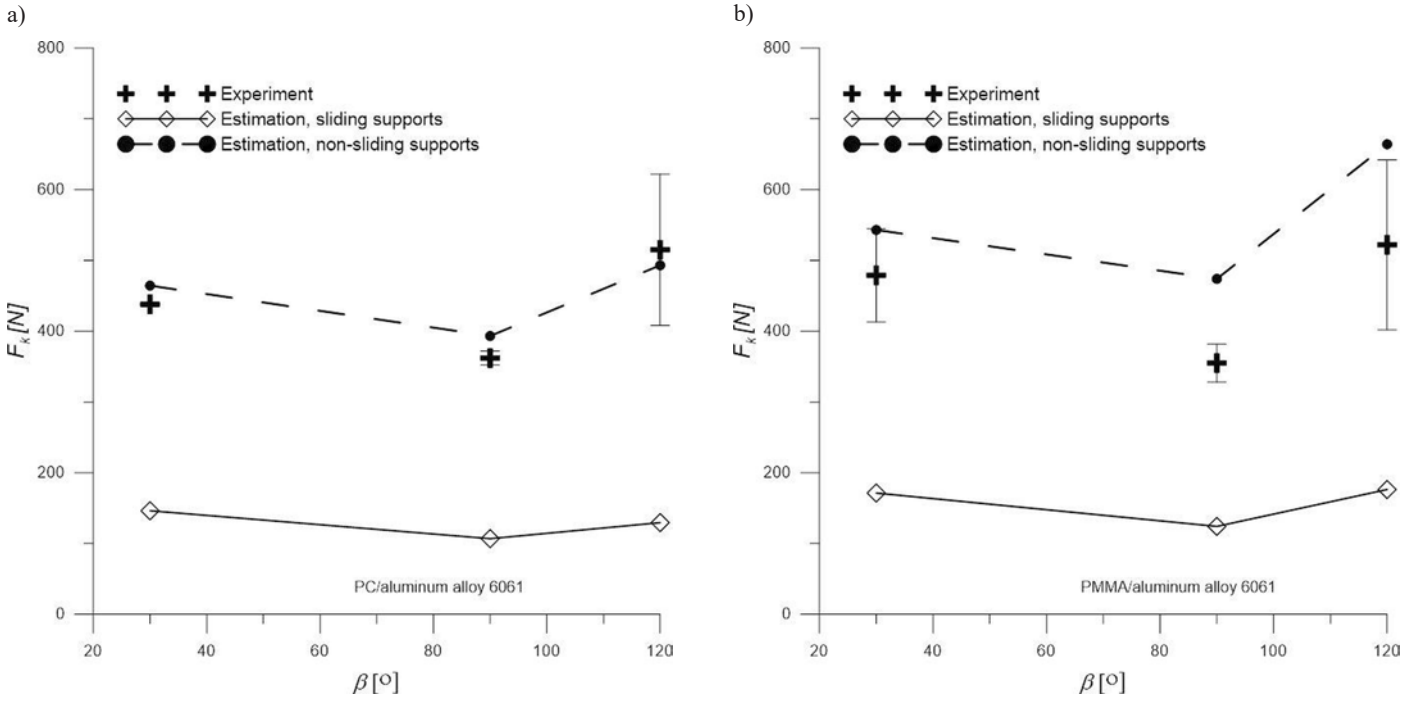 a)
800
Experiment
Estimation, sliding supports
Estimation, non-sliding supports
600
400
200
0
F_k [N]
PC/aluminum alloy 6061
20 40 60 80 100 120
β [O]
b)
800
Experiment
Estimation, sliding supports
Estimation, non-sliding supports
600
400
200
0
F_k [N]
PMMA/aluminum alloy 6061
20 40 60 80 100 120
β [O]